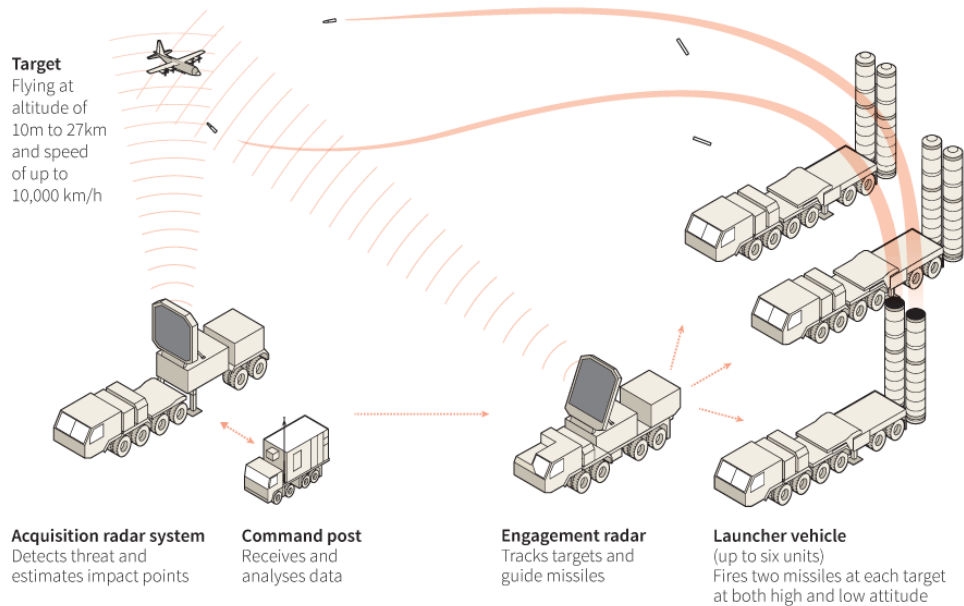 Target
Flying at
altitude of
10m to 27km
and speed
of up to
10,000 km/h
Acquisition radar system
Detects threat and
estimates impact points
Command post
Receives and
analyses data
Engagement radar
Tracks targets and
guide missiles
Launcher vehicle
(up to six units)
Fires two missiles at each target
at both high and low attitude